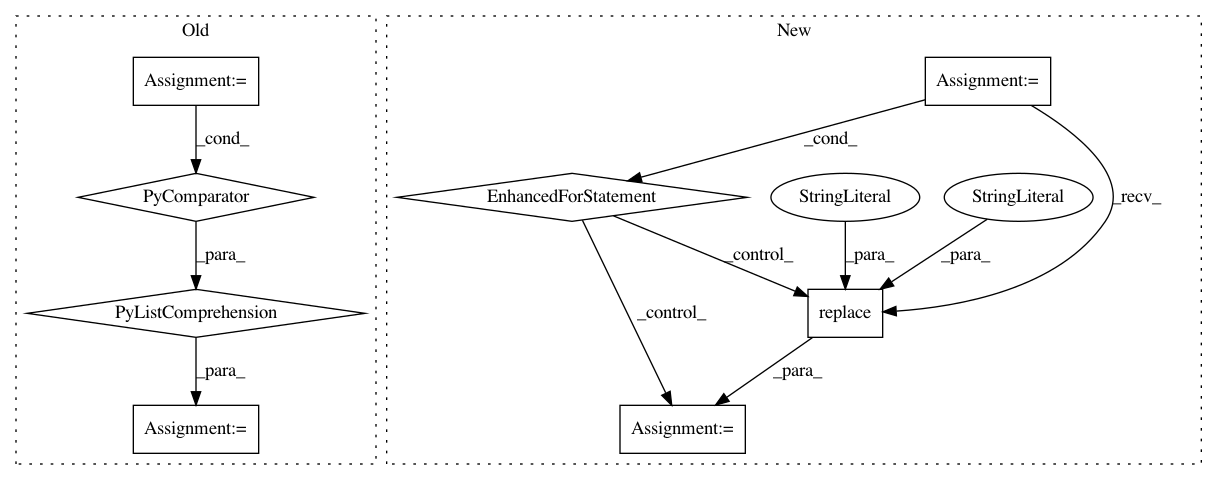 Old
New
Assignment:=
Assignment:=
_cond_
_cond_
PyComparator
EnhancedForStatement
StringLiteral
StringLiteral
_recv_
_para_
_control_
_para_
_para_
PyListComprehension
_control_
replace
_para_
_para_
Assignment:=
Assignment:=